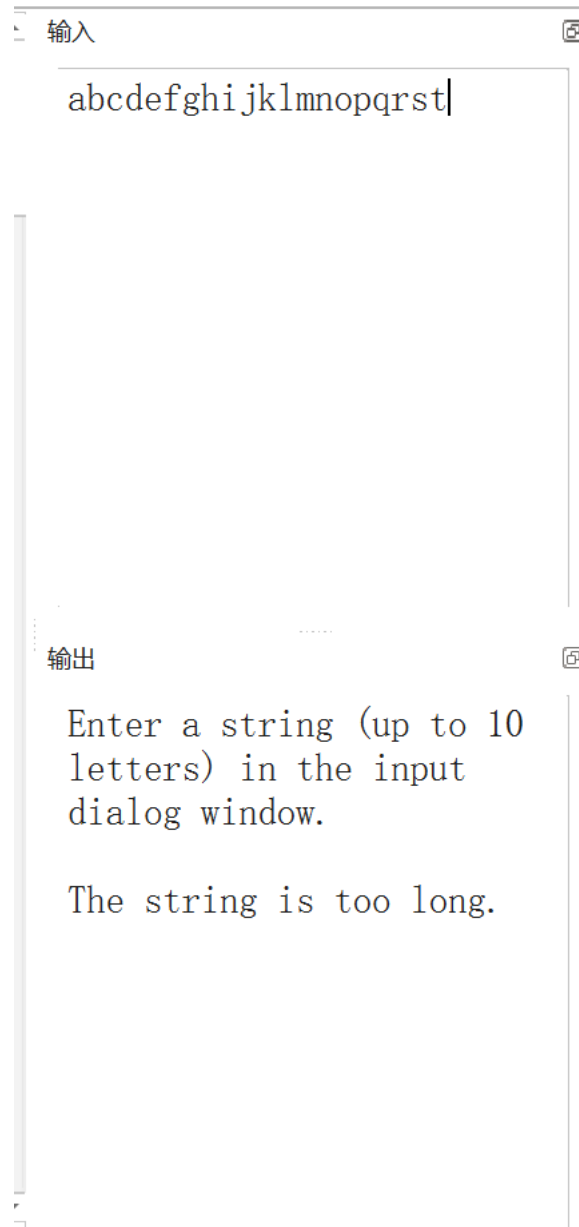 输入
abcdefghijklmnopqrst
输出
Enter a string (up to 10
letters) in the input
dialog window.
The string is too long.